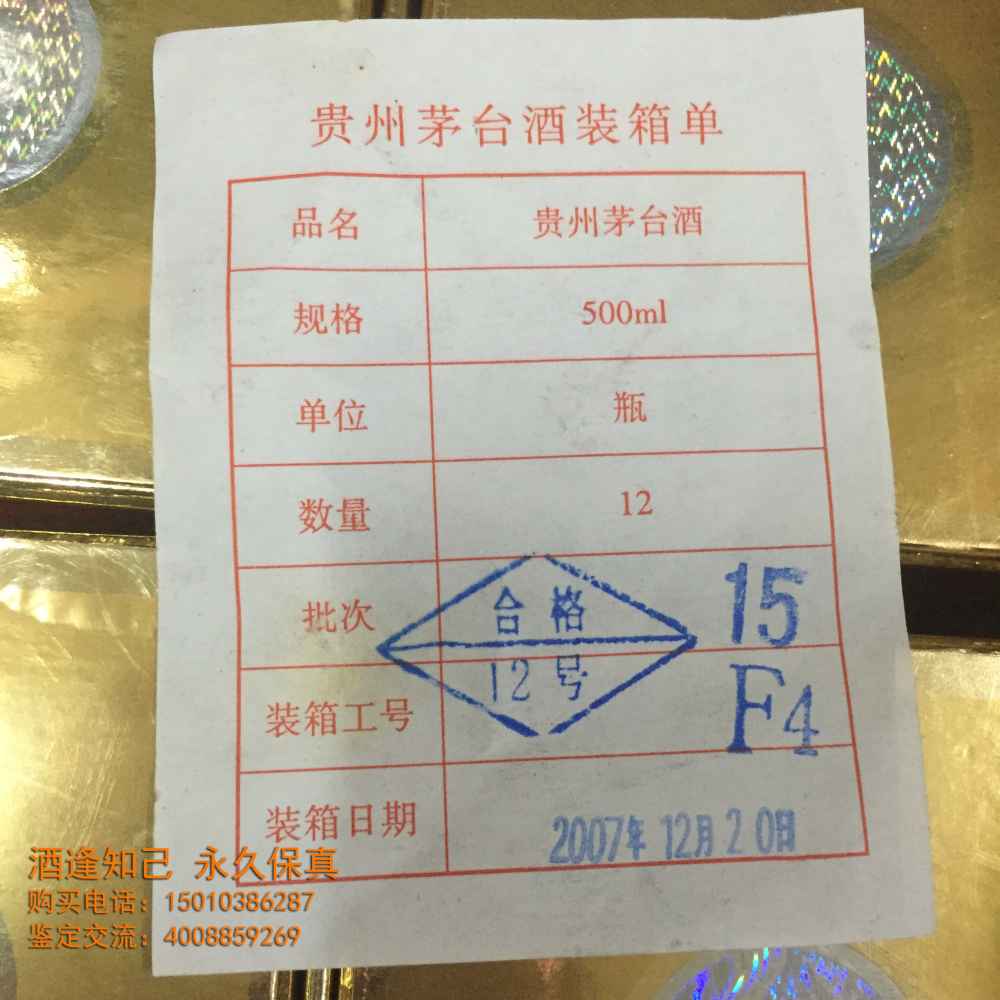 贵州茅台酒装箱单
品名 贵州茅台酒
规格 500ml
单位 瓶
数量 12
批次 合格 15
装箱工号 12号 F4
装箱日期 2007年12月20日
酒逢知己 永久保真
购买电话：15010386287
鉴定交流：4008859269